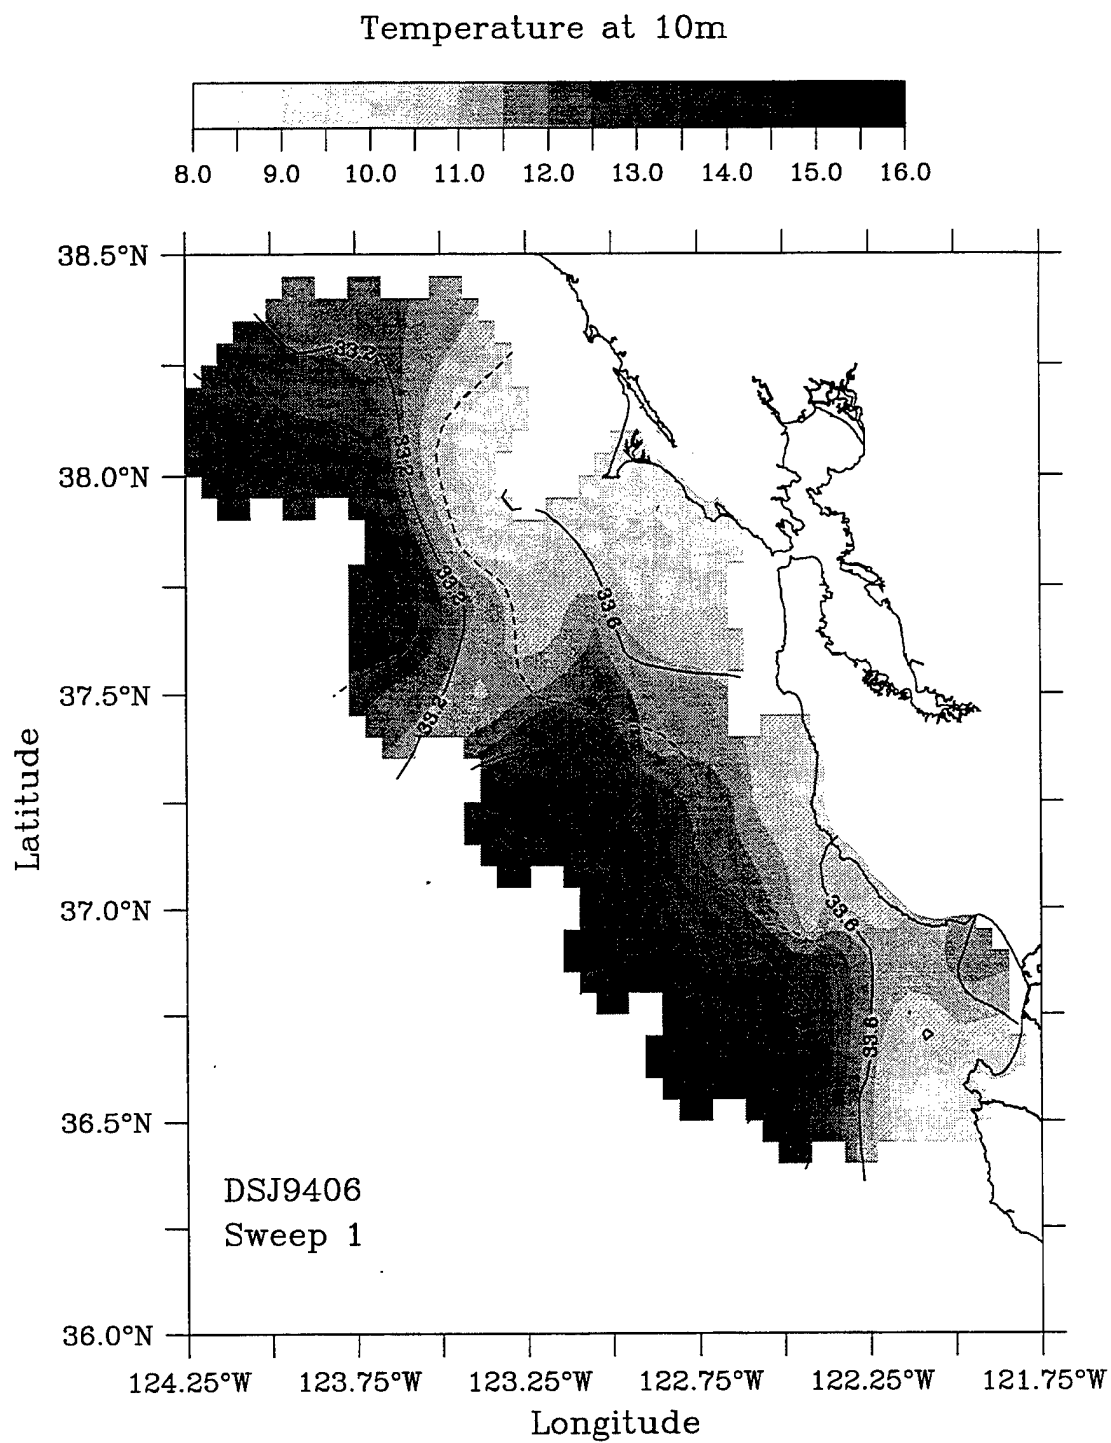 Temperature at 10m
8.0 9.0 10.0 11.0 12.0 13.0 14.0 15.0 16.0
38.5°N
33.2
33.2
38.0°N
33.2
33.6
37.5°N
33.2
Latitude
37.0°N
33.6
33.6
36.5°N
DSJ9406
Sweep 1
36.0°N
124.25°W 123.75°W 123.25°W 122.75°W 122.25°W 121.75°W
Longitude